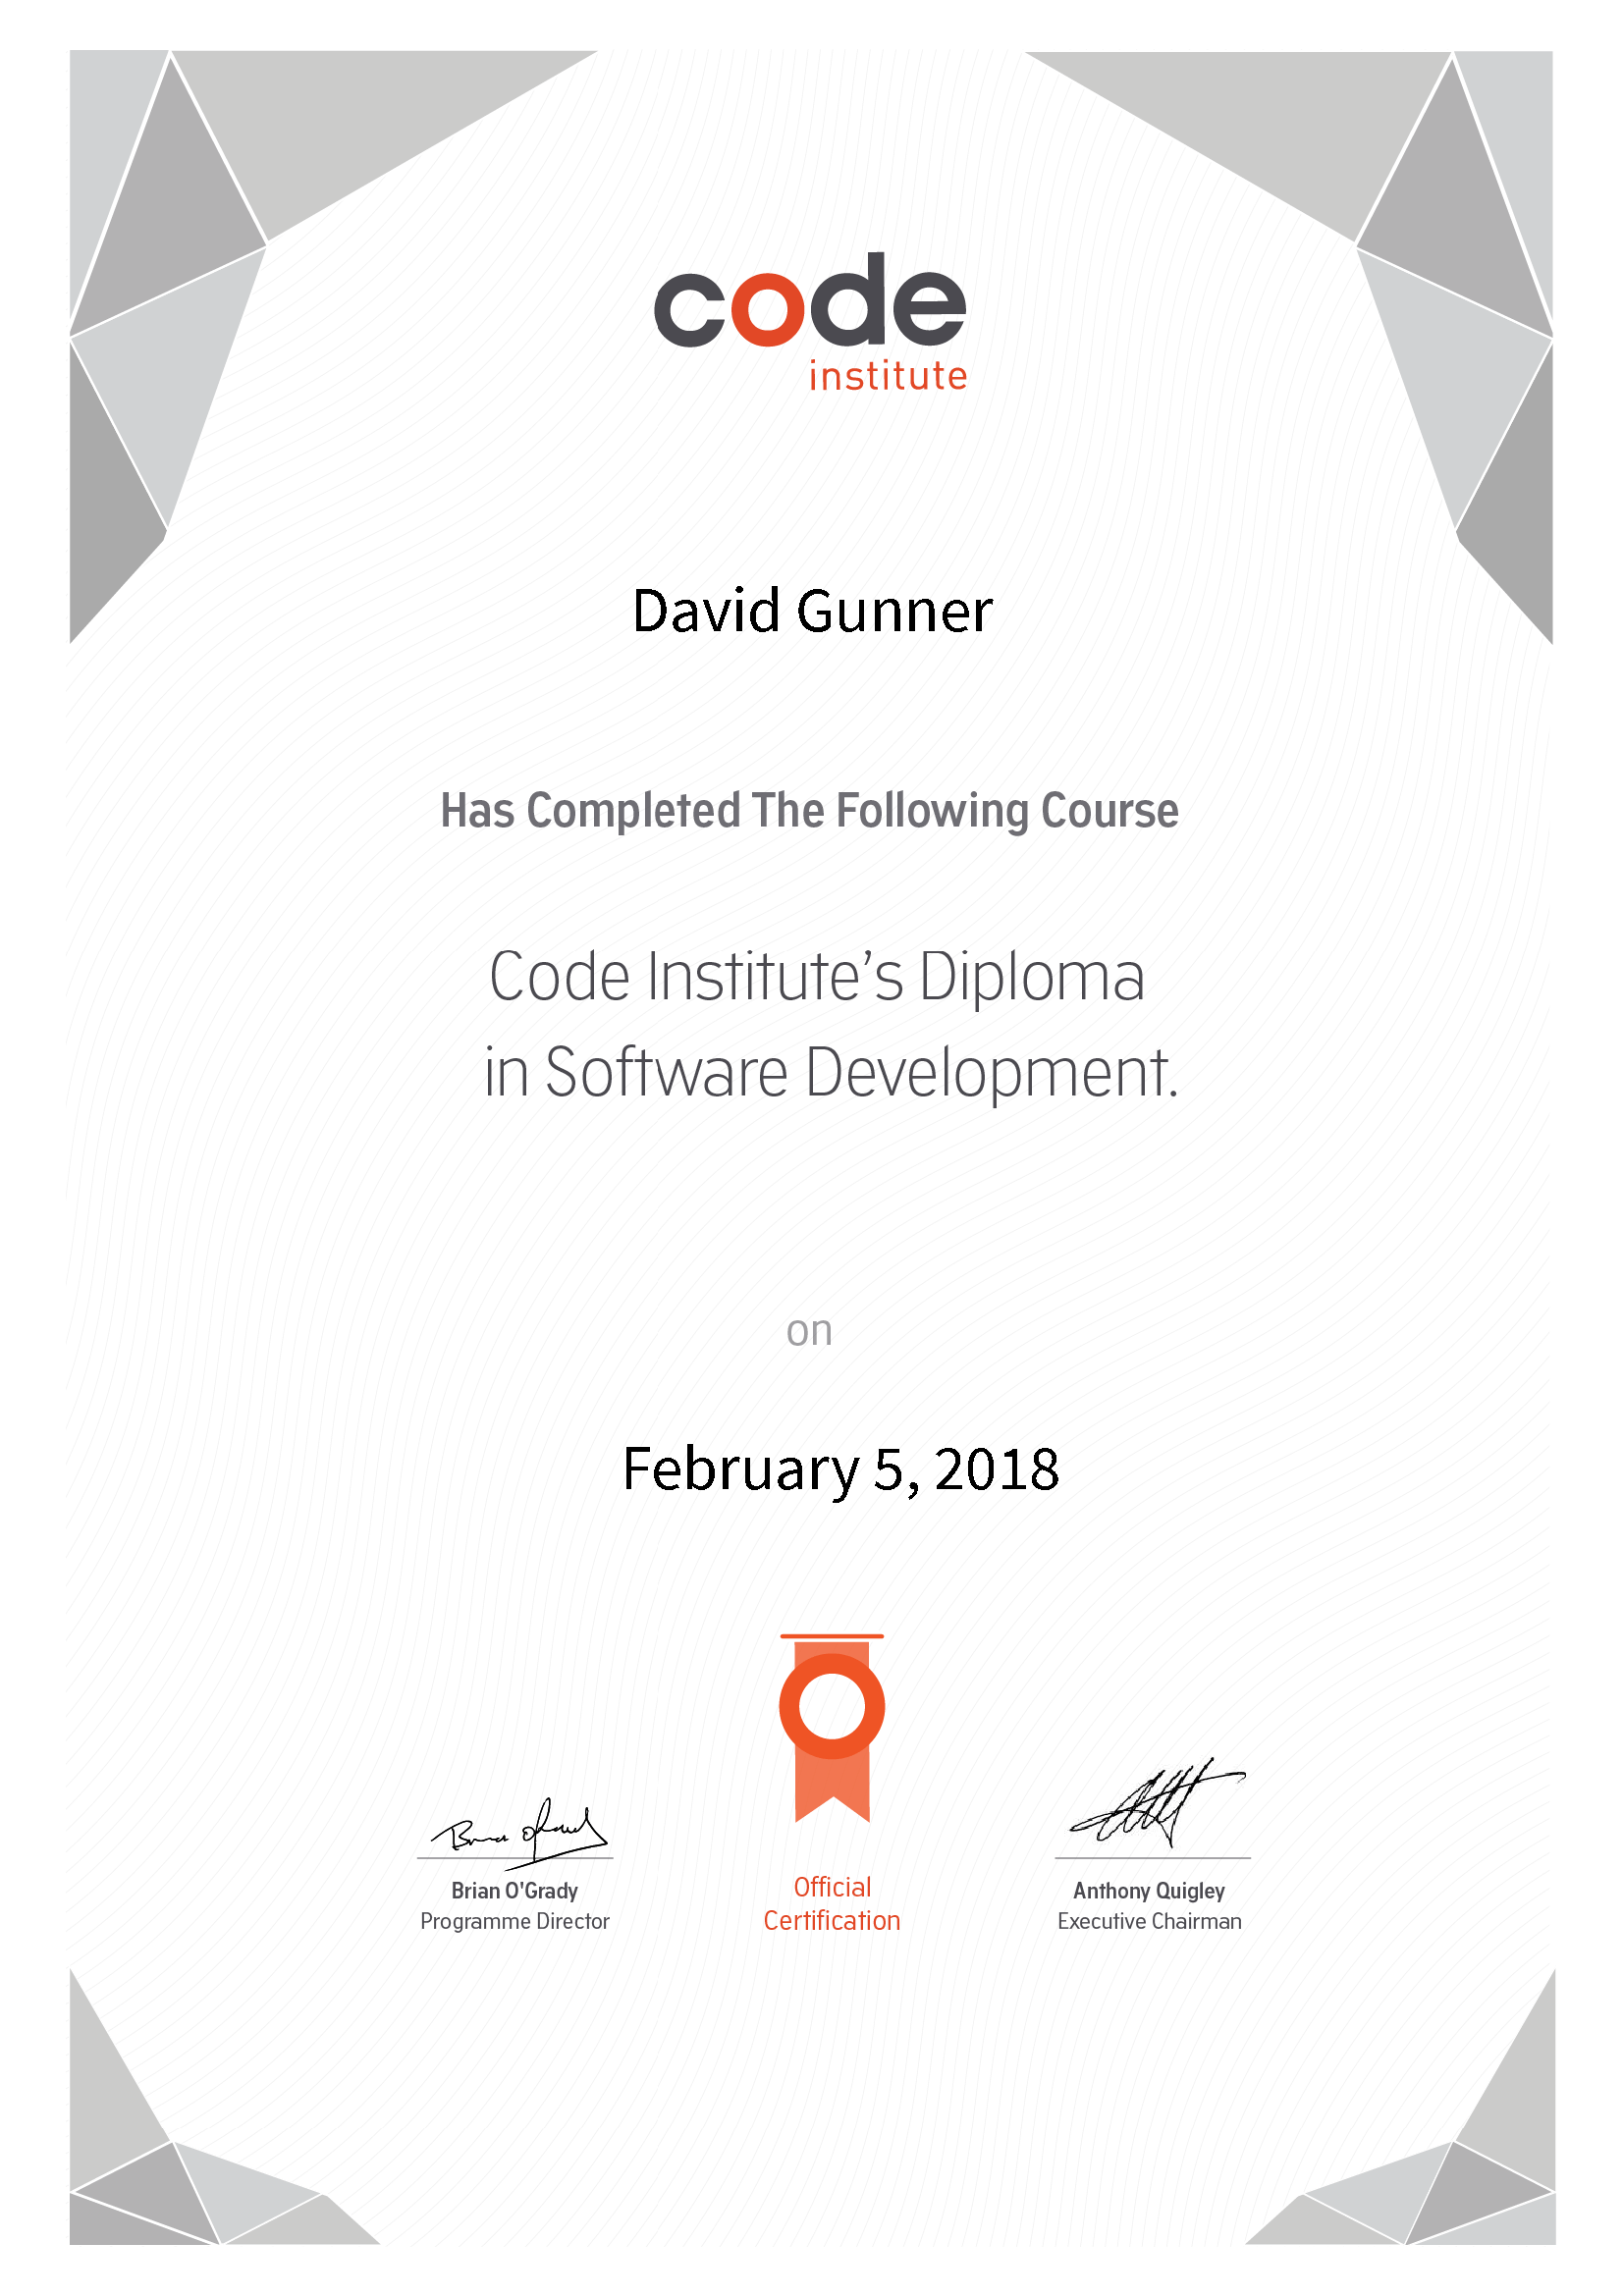 code
institute
David Gunner
Has Completed The Following Course
Code Institute’s Diploma
in Software Development.
on
February 5, 2018
Brian O'Grady
Programme Director
Official
Certification
Anthony Quigley
Executive Chairman